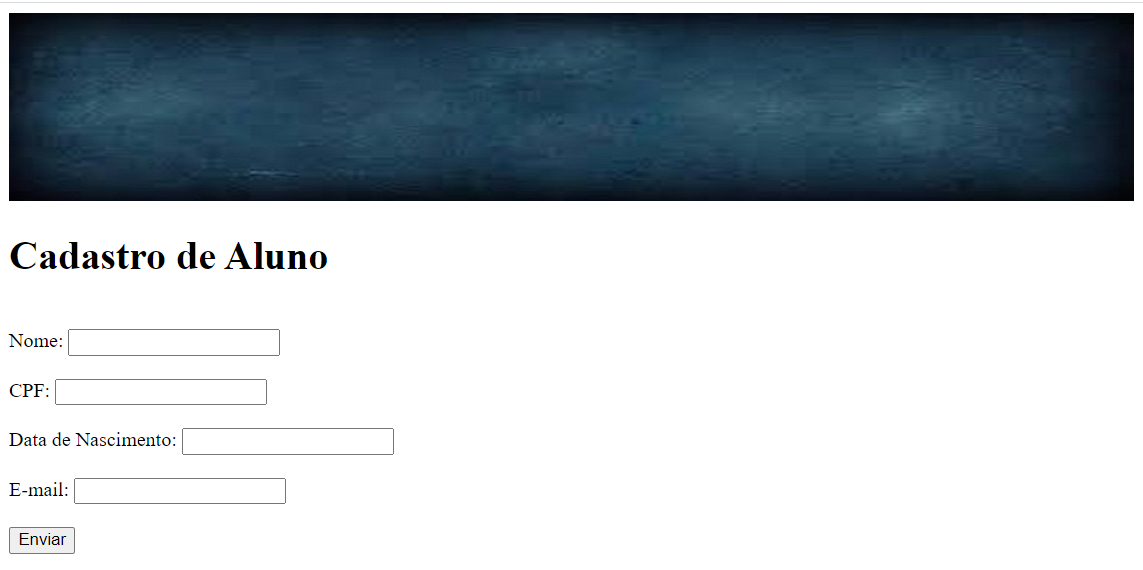 Cadastro de Aluno
Nome:
CPF:
Data de Nascimento:
E-mail:
Enviar